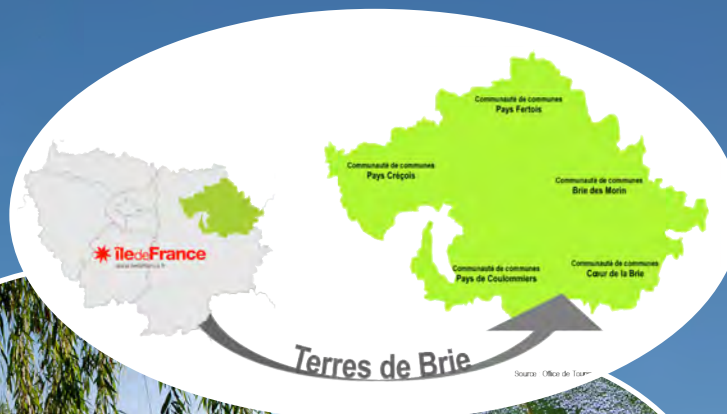 Communauté de communes
Pays Fertois
Communauté de communes
Pays Créçois
Communauté de communes
Brie des Morin
îledeFrance
Communauté de communes
Pays de Coulommiers
Communauté de communes
Cœur de la Brie
Terres de Brie
Source Office de